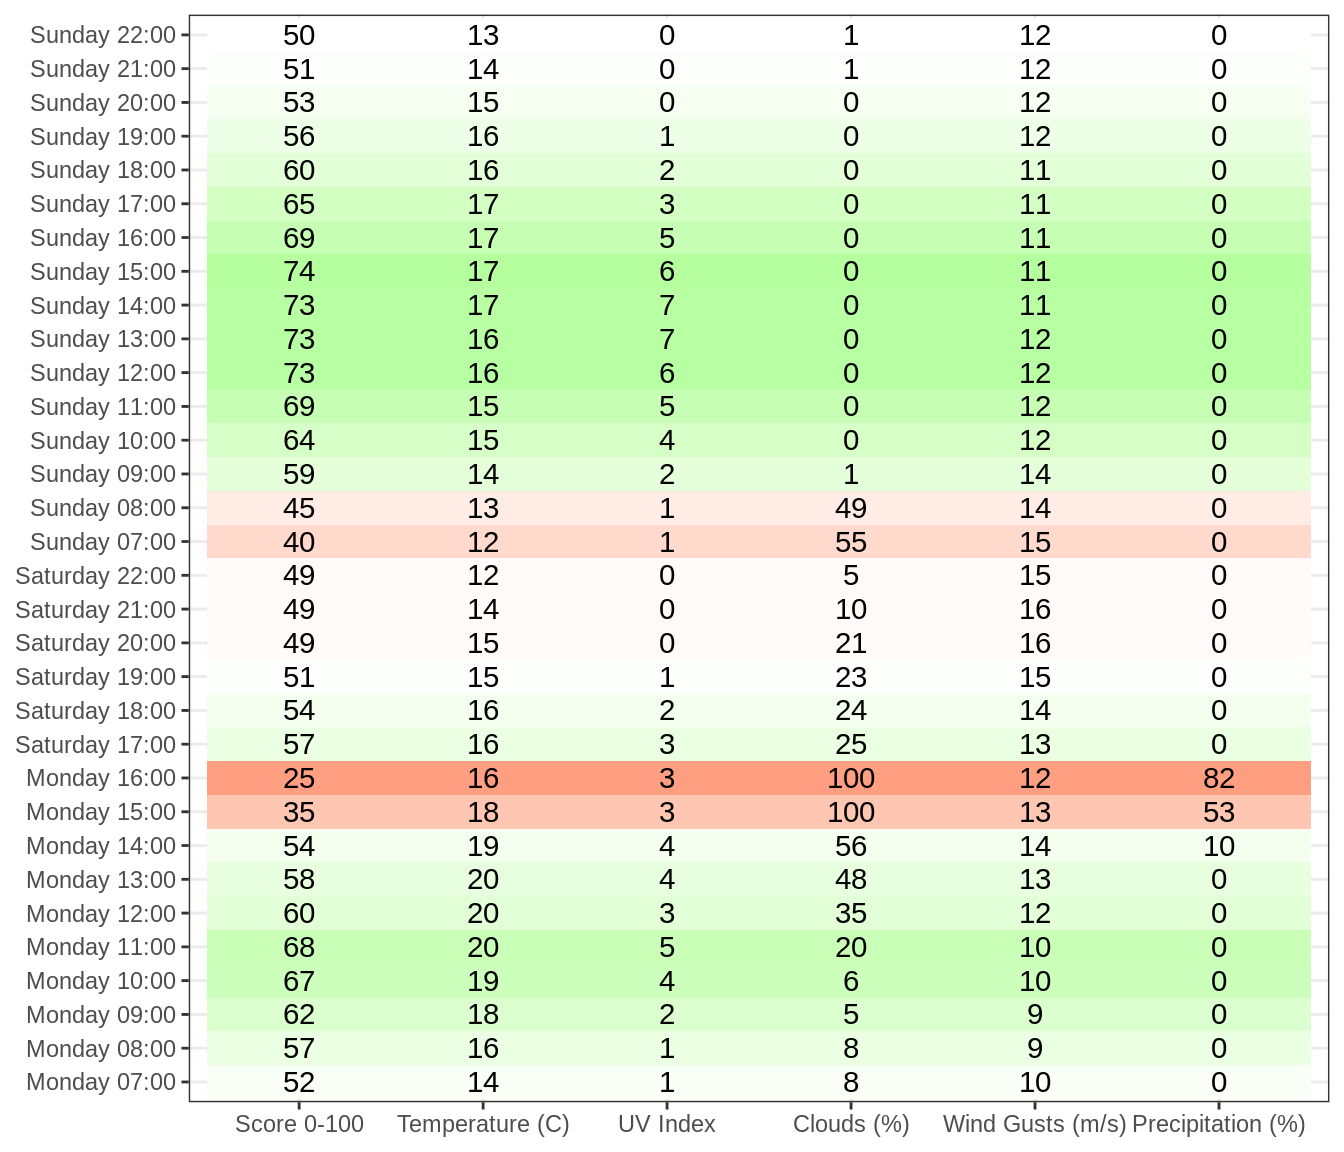 Sunday 22:00 50 13 0 1 12 0
Sunday 21:00 51 14 0 1 12 0
Sunday 20:00 53 15 0 0 12 0
Sunday 19:00 56 16 1 0 12 0
Sunday 18:00 60 16 2 0 11 0
Sunday 17:00 65 17 3 0 11 0
Sunday 16:00 69 17 5 0 11 0
Sunday 15:00 74 17 6 0 11 0
Sunday 14:00 73 17 7 0 11 0
Sunday 13:00 73 16 7 0 12 0
Sunday 12:00 73 16 6 0 12 0
Sunday 11:00 69 15 5 0 12 0
Sunday 10:00 64 15 4 0 12 0
Sunday 09:00 59 14 2 1 14 0
Sunday 08:00 45 13 1 49 14 0
Sunday 07:00 40 12 1 55 15 0
Saturday 22:00 49 12 0 5 15 0
Saturday 21:00 49 14 0 10 16 0
Saturday 20:00 49 15 0 21 16 0
Saturday 19:00 51 15 1 23 15 0
Saturday 18:00 54 16 2 24 14 0
Saturday 17:00 57 16 3 25 13 0
Monday 16:00 25 16 3 100 12 82
Monday 15:00 35 18 3 100 13 53
Monday 14:00 54 19 4 56 14 10
Monday 13:00 58 20 4 48 13 0
Monday 12:00 60 20 3 35 12 0
Monday 11:00 68 20 5 20 10 0
Monday 10:00 67 19 4 6 10 0
Monday 09:00 62 18 2 5 9 0
Monday 08:00 57 16 1 8 9 0
Monday 07:00 52 14 1 8 10 0
Score 0-100 Temperature (C) UV Index Clouds (%) Wind Gusts (m/s) Precipitation (%)